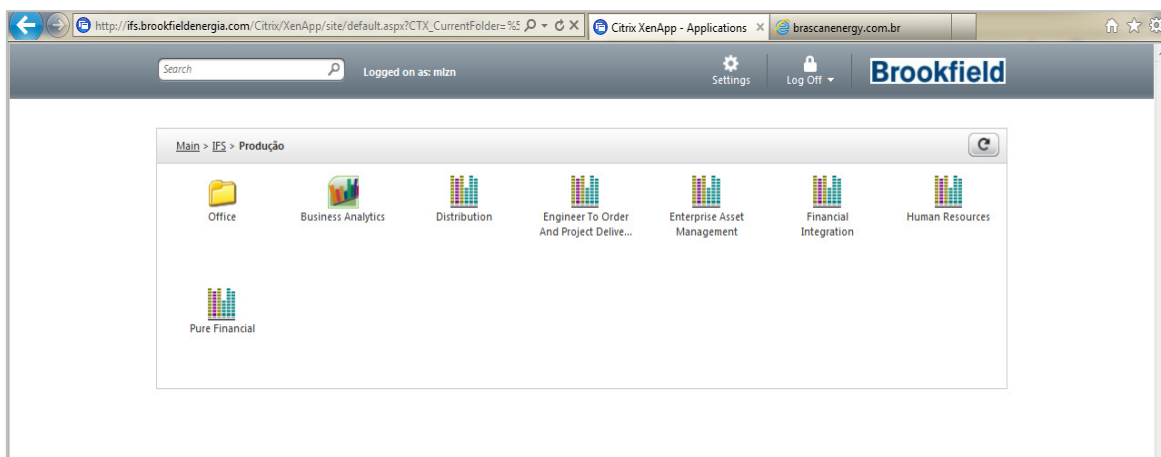 http://ifs.brookfieldenergia.com/Citrix/XenApp/site/default.aspx?CTX_CurrentFolder=%5
Citrix XenApp - Applications
brascanenergy.com.br
Search
Logged on as: mlzn
Settings
Log Off
Brookfield
Main > IFS > Produção
Office
Business Analytics
Distribution
Engineer To Order
And Project Delive...
Enterprise Asset
Management
Financial
Integration
Human Resources
Pure Financial